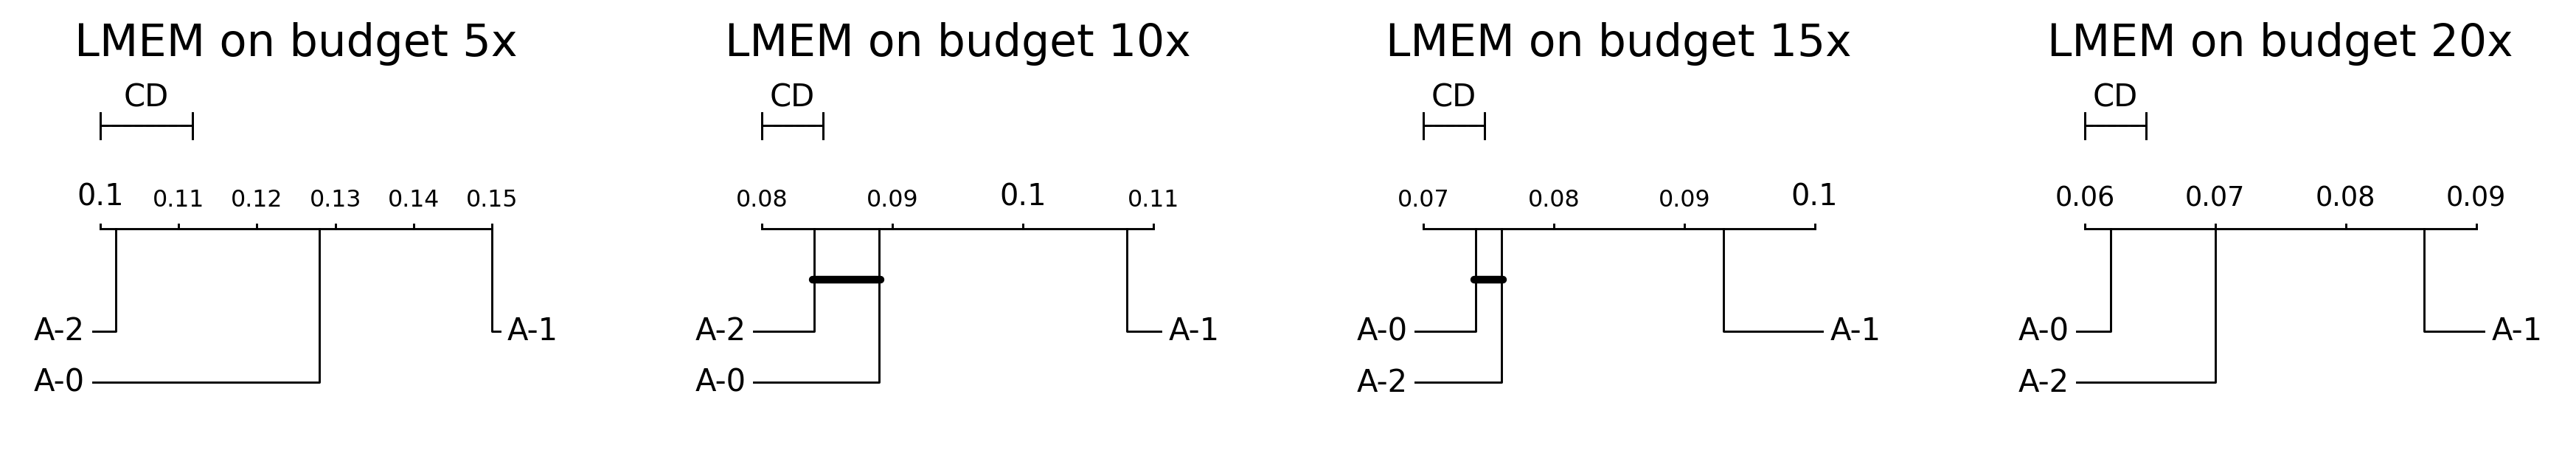 LMEM on budget 5x
CD
0.1 0.11 0.12 0.13 0.14 0.15
A-2 A-1
A-0
LMEM on budget 10x
CD
0.08 0.09 0.1 0.11
A-2 A-1
A-0
LMEM on budget 15x
CD
0.07 0.08 0.09 0.1
A-0 A-1
A-2
LMEM on budget 20x
CD
0.06 0.07 0.08 0.09
A-0 A-1
A-2